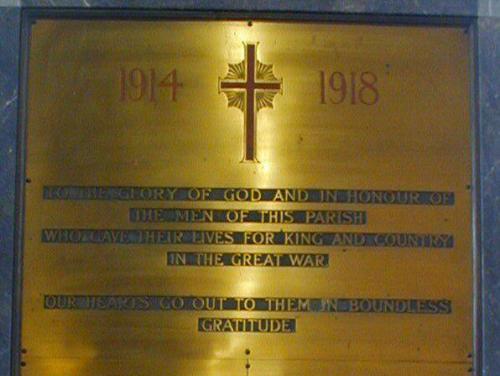 1914 1918
TO THE GLORY OF GOD AND IN HONOUR OF
THE MEN OF THIS PARISH
WHO GAVE THEIR LIVES FOR KING AND COUNTRY
IN THE GREAT WAR.
OUR HEARTS GO OUT TO THEM IN BOUNDLESS
GRATITUDE.